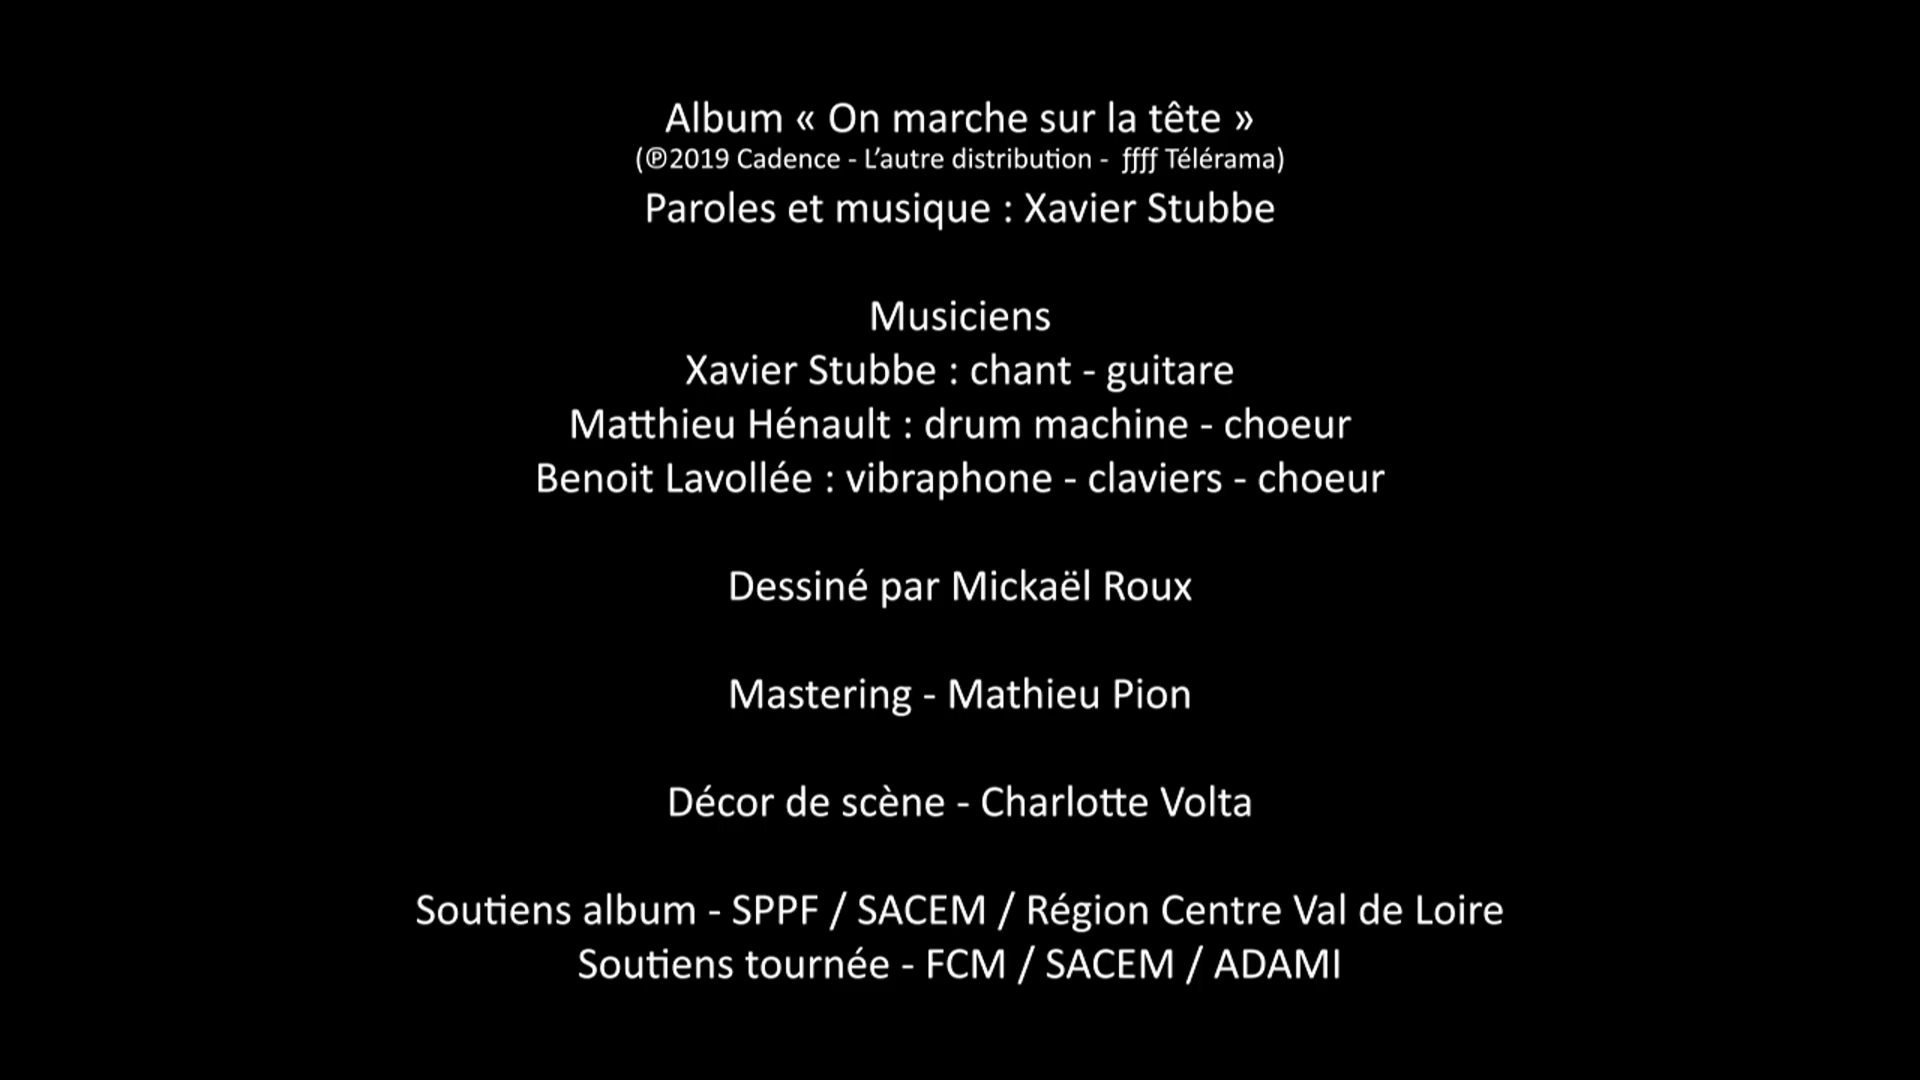 Album « On marche sur la tête »
(℗2019 Cadence - L’autre distribution - ƒƒƒƒ Télérama)
Paroles et musique : Xavier Stubbe
Musiciens
Xavier Stubbe : chant - guitare
Matthieu Hénault : drum machine - choeur
Benoit Lavollée : vibraphone - claviers - choeur
Dessiné par Mickaël Roux
Mastering - Mathieu Pion
Décor de scène - Charlotte Volta
Soutiens album - SPPF / SACEM / Région Centre Val de Loire
Soutiens tournée - FCM / SACEM / ADAMI